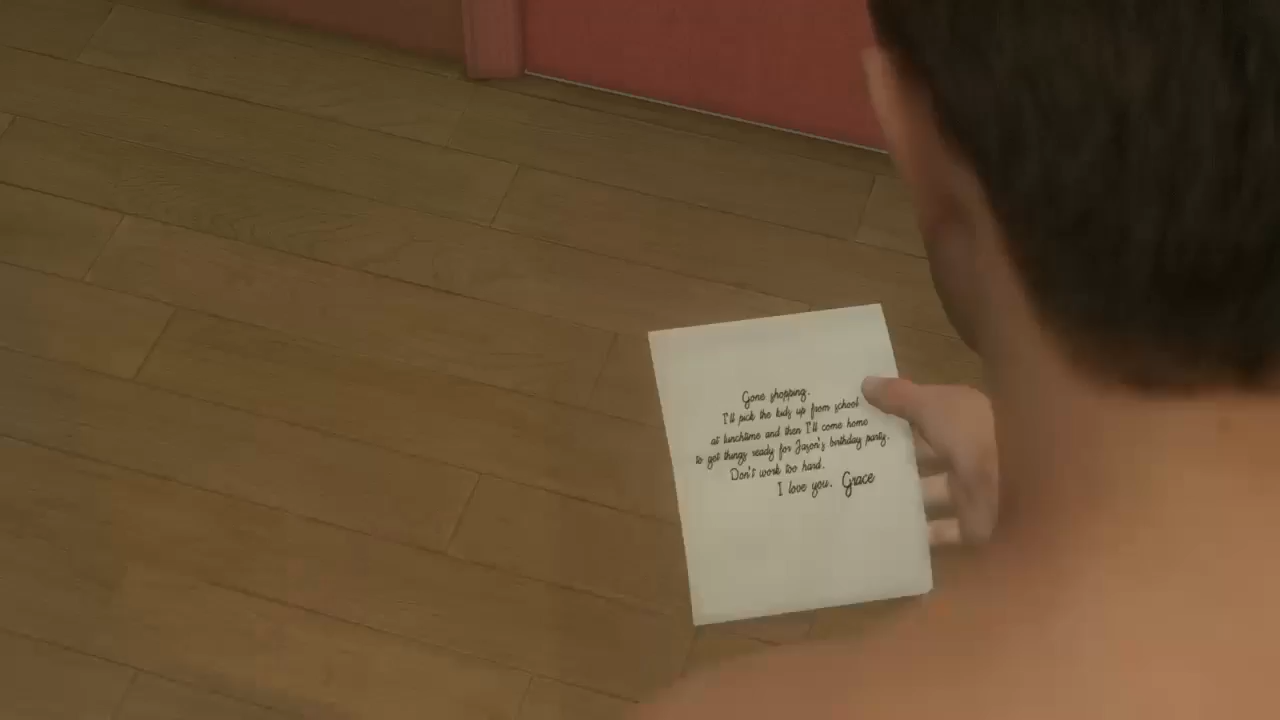 Gone shopping.
I'll pick the kids up from school
at lunchtime and then I'll come home
to get things ready for Jason's birthday party.
Don't work too hard.
I love you. Grace